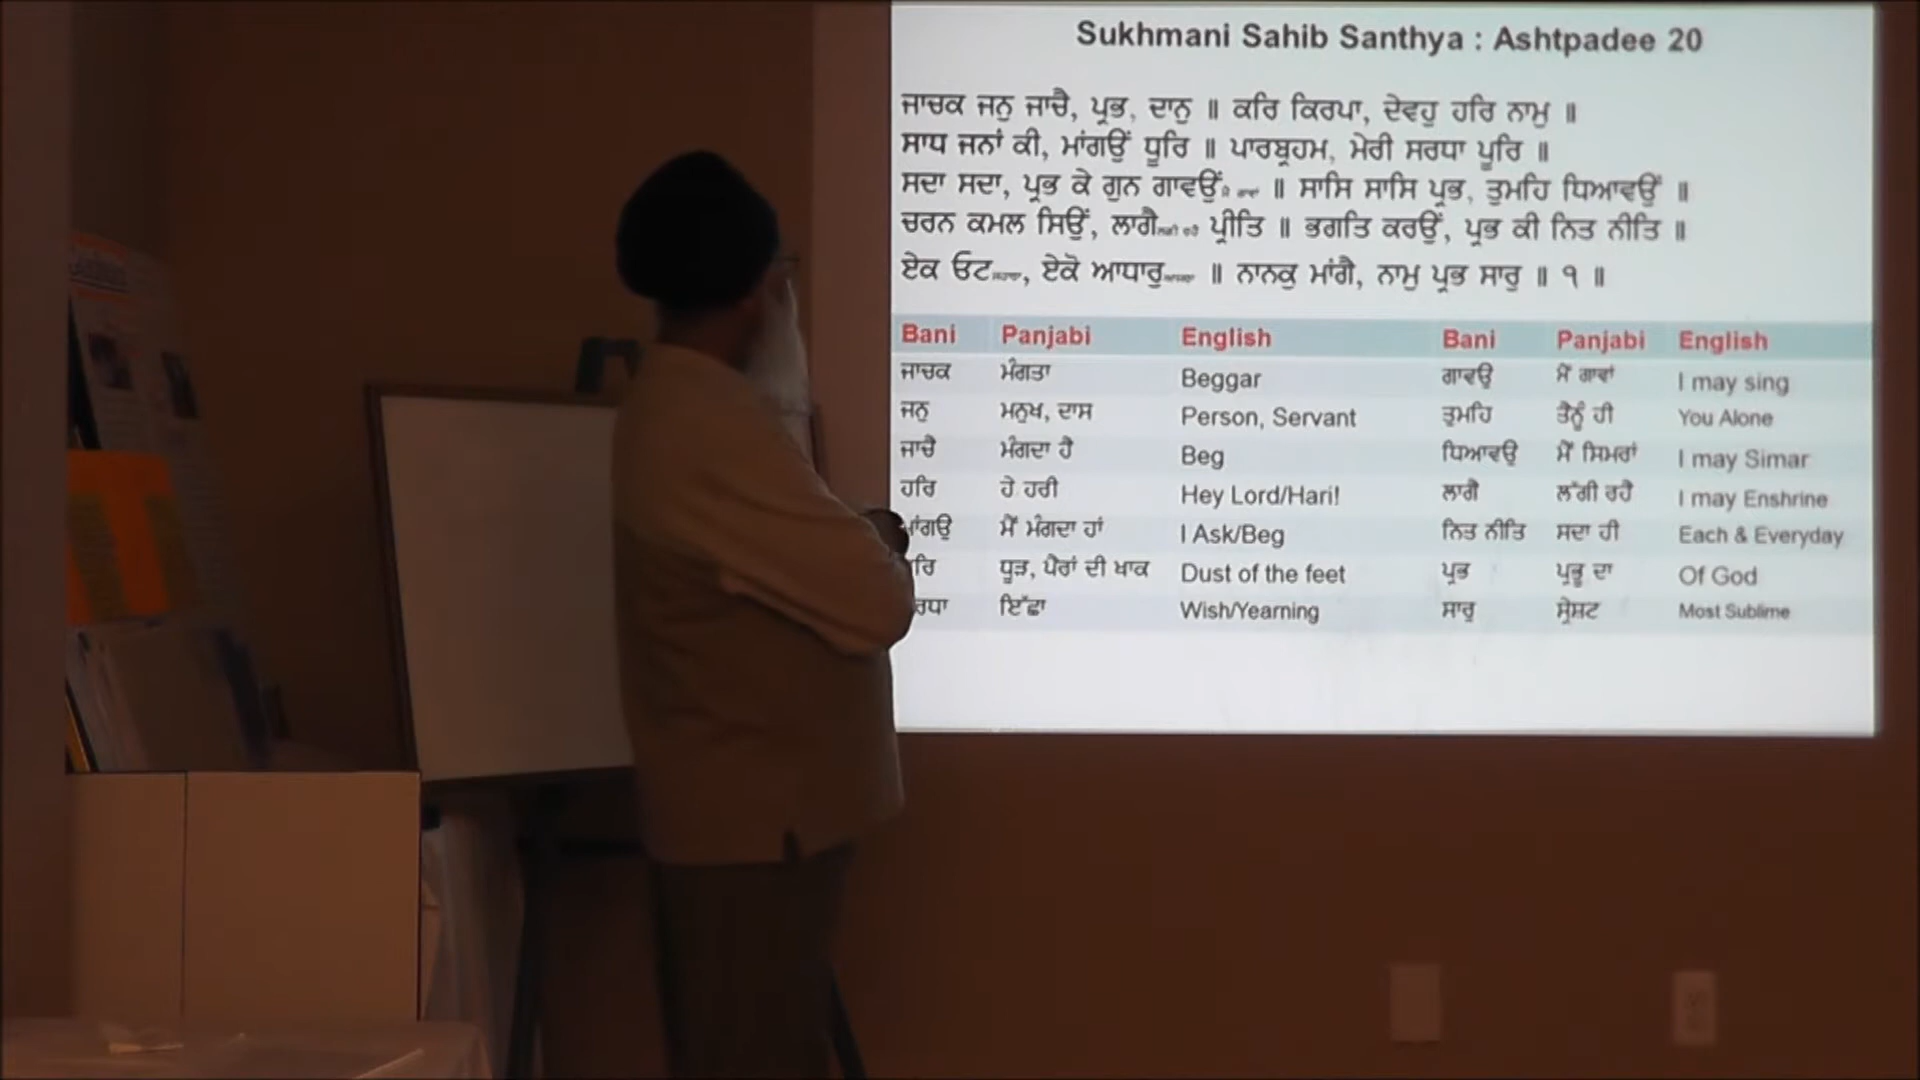 Sukhmani Sahib Santhya : Ashtpadee 20
ਜਾਚਕ ਜਨੁ ਜਾਚੈ, ਪ੍ਰਭ, ਦਾਨੁ ॥ ਕਰਿ ਕਿਰਪਾ, ਦੇਵਹੁ ਹਰਿ ਨਾਮੁ ॥
ਸਾਧ ਜਨਾਂ ਕੀ, ਮਾਂਗਉਂ ਧੂਰਿ ॥ ਪਾਰਬ੍ਰਹਮ, ਮੇਰੀ ਸਰਧਾ ਪੂਰਿ ॥
ਸਦਾ ਸਦਾ, ਪ੍ਰਭ ਕੇ ਗੁਨ ਗਾਵਉਂ ॥ ਸਾਸਿ ਸਾਸਿ ਪ੍ਰਭ, ਤੁਮਹਿ ਧਿਆਵਉਂ ॥
ਚਰਨ ਕਮਲ ਸਿਉਂ, ਲਾਗੈ ਪ੍ਰੀਤਿ ॥ ਭਗਤਿ ਕਰਉਂ, ਪ੍ਰਭ ਕੀ ਨਿਤ ਨੀਤਿ ॥
ਏਕ ਓਟ, ਏਕੋ ਆਧਾਰੁ ॥ ਨਾਨਕੁ ਮਾਂਗੈ, ਨਾਮੁ ਪ੍ਰਭ ਸਾਰੁ ॥ ੧ ॥
Bani Panjabi English Bani Panjabi English
ਜਾਚਕ ਮੰਗਤਾ Beggar ਗਾਵਉ ਮੈਂ ਗਾਵਾਂ I may sing
ਜਨੁ ਮਨੁਖ, ਦਾਸ Person, Servant ਤੁਮਹਿ ਤੈਨੂੰ ਹੀ You Alone
ਜਾਚੈ ਮੰਗਦਾ ਹੈ Beg ਧਿਆਵਉ ਮੈਂ ਸਿਮਰਾਂ I may Simar
ਹਰਿ ਹੇ ਹਰੀ Hey Lord/Hari! ਲਾਗੈ ਲੱਗੀ ਰਹੈ I may Enshrine
ਮਾਂਗਉ ਮੈਂ ਮੰਗਦਾ ਹਾਂ I Ask/Beg ਨਿਤ ਨੀਤਿ ਸਦਾ ਹੀ Each & Everyday
ਰਿ ਧੂੜ, ਪੈਰਾਂ ਦੀ ਖਾਕ Dust of the feet ਪ੍ਰਭ ਪ੍ਰਭੂ ਦਾ Of God
ਰਧਾ ਇੱਛਾ Wish/Yearning ਸਾਰੁ ਸ੍ਰੇਸ਼ਟ Most Sublime